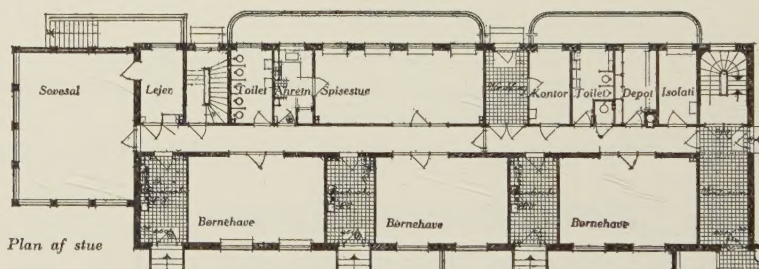 Sovesal
Lejer
Toilet
Anretn
Spisestue
Kontor
Toilet
Depot
Isolati
Børnehave
Børnehave
Børnehave
Plan af stue